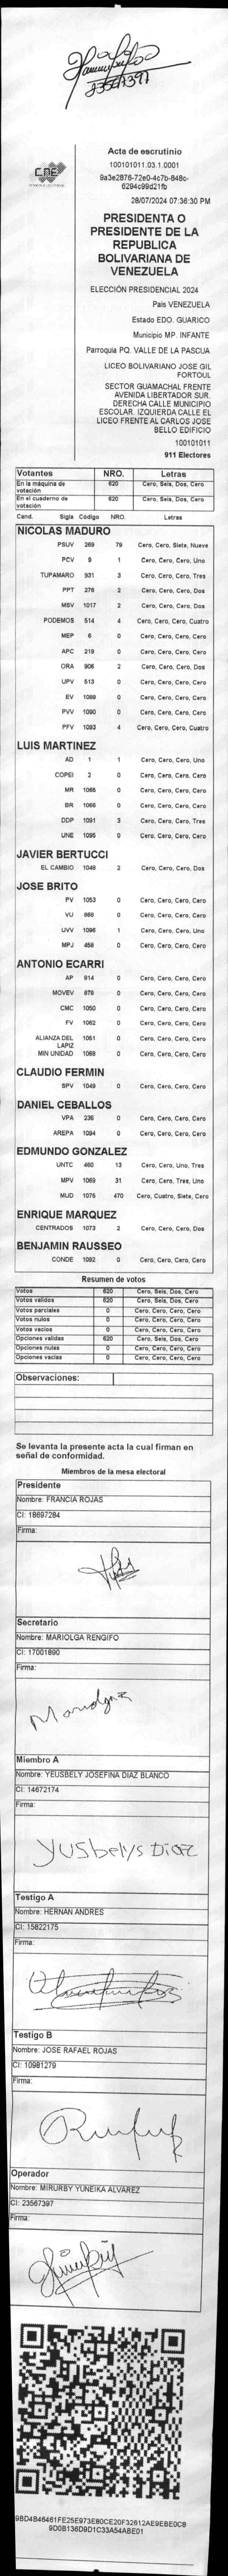 23567397
CNE
Acta de escrutinio
100101011.03.1.0001
9a3e2876-72e0-4c7b-848c-
6294c99d21fb
28/07/2024 07:36:30 PM
PRESIDENTA O
PRESIDENTE DE LA
REPUBLICA
BOLIVARIANA DE
VENEZUELA
ELECCIÓN PRESIDENCIAL 2024
País VENEZUELA
Estado EDO. GUARICO
Municipio MP. INFANTE
Parroquia PQ. VALLE DE LA PASCUA
LICEO BOLIVARIANO JOSE GIL
FORTOUL
SECTOR GUAMACHAL FRENTE
AVENIDA LIBERTADOR SUR.
DERECHA CALLE MUNICIPIO
ESCOLAR. IZQUIERDA CALLE EL
LICEO FRENTE AL CARLOS JOSE
BELLO EDIFICIO
100101011
911 Electores
Votantes NRO. Letras
En la máquina de votación 620 Cero, Seis, Dos, Cero
En el cuaderno de votación 620 Cero, Seis, Dos, Cero
Cand. Sigla Código NRO. Letras
NICOLAS MADURO
PSUV 269 79 Cero, Cero, Siete, Nueve
PCV 9 1 Cero, Cero, Cero, Uno
TUPAMARO 931 3 Cero, Cero, Cero, Tres
PPT 276 2 Cero, Cero, Cero, Dos
MSV 1017 2 Cero, Cero, Cero, Dos
PODEMOS 514 4 Cero, Cero, Cero, Cuatro
MEP 6 0 Cero, Cero, Cero, Cero
APC 219 0 Cero, Cero, Cero, Cero
ORA 906 2 Cero, Cero, Cero, Dos
UPV 513 0 Cero, Cero, Cero, Cero
EV 1089 0 Cero, Cero, Cero, Cero
PVV 1090 0 Cero, Cero, Cero, Cero
PFV 1093 4 Cero, Cero, Cero, Cuatro
LUIS MARTINEZ
AD 1 1 Cero, Cero, Cero, Uno
COPEI 2 0 Cero, Cero, Cero, Cero
MR 1065 0 Cero, Cero, Cero, Cero
BR 1066 0 Cero, Cero, Cero, Cero
DDP 1091 3 Cero, Cero, Cero, Tres
UNE 1095 0 Cero, Cero, Cero, Cero
JAVIER BERTUCCI
EL CAMBIO 1048 2 Cero, Cero, Cero, Dos
JOSE BRITO
PV 1053 0 Cero, Cero, Cero, Cero
VU 868 0 Cero, Cero, Cero, Cero
UVV 1096 1 Cero, Cero, Cero, Uno
MPJ 458 0 Cero, Cero, Cero, Cero
ANTONIO ECARRI
AP 814 0 Cero, Cero, Cero, Cero
MOVEV 879 0 Cero, Cero, Cero, Cero
CMC 1050 0 Cero, Cero, Cero, Cero
FV 1062 0 Cero, Cero, Cero, Cero
ALIANZA DEL LAPIZ 1051 0 Cero, Cero, Cero, Cero
MIN UNIDAD 1068 0 Cero, Cero, Cero, Cero
CLAUDIO FERMIN
SPV 1049 0 Cero, Cero, Cero, Cero
DANIEL CEBALLOS
VPA 236 0 Cero, Cero, Cero, Cero
AREPA 1094 0 Cero, Cero, Cero, Cero
EDMUNDO GONZALEZ
UNTC 460 13 Cero, Cero, Uno, Tres
MPV 1069 31 Cero, Cero, Tres, Uno
MUD 1075 470 Cero, Cuatro, Siete, Cero
ENRIQUE MARQUEZ
CENTRADOS 1073 2 Cero, Cero, Cero, Dos
BENJAMIN RAUSSEO
CONDE 1092 0 Cero, Cero, Cero, Cero
Resumen de votos
Votos 620 Cero, Seis, Dos, Cero
Votos validos 620 Cero, Seis, Dos, Cero
Votos parciales 0 Cero, Cero, Cero, Cero
Votos nulos 0 Cero, Cero, Cero, Cero
Votos vacios 0 Cero, Cero, Cero, Cero
Opciones validas 620 Cero, Seis, Dos, Cero
Opciones nulas 0 Cero, Cero, Cero, Cero
Opciones vacias 0 Cero, Cero, Cero, Cero
Observaciones:
Se levanta la presente acta la cual firman en
señal de conformidad.
Miembros de la mesa electoral
Presidente
Nombre: FRANCIA ROJAS
CI: 18697284
Firma:
Secretario
Nombre: MARIOLGA RENGIFO
CI: 17001890
Firma:
Mariolga R
Miembro A
Nombre: YEUSBELY JOSEFINA DIAZ BLANCO
CI: 14672174
Firma:
Yusbelys Diaz
Testigo A
Nombre: HERNAN ANDRES
CI: 15822175
Firma:
Testigo B
Nombre: JOSE RAFAEL ROJAS
CI: 10981279
Firma:
Operador
Nombre: MIRURBY YUNEIKA ALVAREZ
CI: 23567397
Firma:
9BD4B46461FE25E973E80CE20F32612AE9EBE0C8
9D0B136D9D1C33A54ABE01